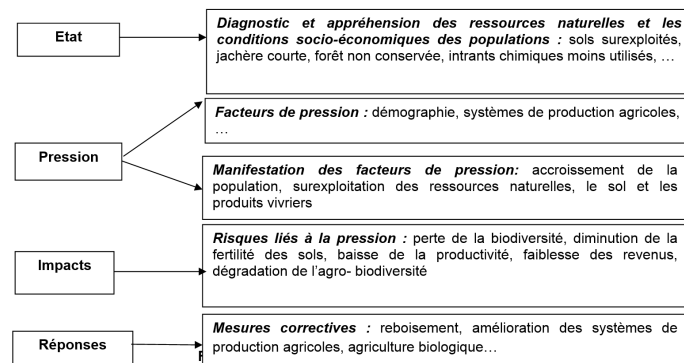 Etat
Diagnostic et appréhension des ressources naturelles et les
conditions socio-économiques des populations : sols surexploités,
jachère courte, forêt non conservée, intrants chimiques moins utilisés, …
Pression
Facteurs de pression : démographie, systèmes de production agricoles,
…
Manifestation des facteurs de pression: accroissement de la
population, surexploitation des ressources naturelles, le sol et les
produits vivriers
Impacts
Risques liés à la pression : perte de la biodiversité, diminution de la
fertilité des sols, baisse de la productivité, faiblesse des revenus,
dégradation de l'agro- biodiversité
Réponses
Mesures correctives : reboisement, amélioration des systèmes de
production agricoles, agriculture biologique…